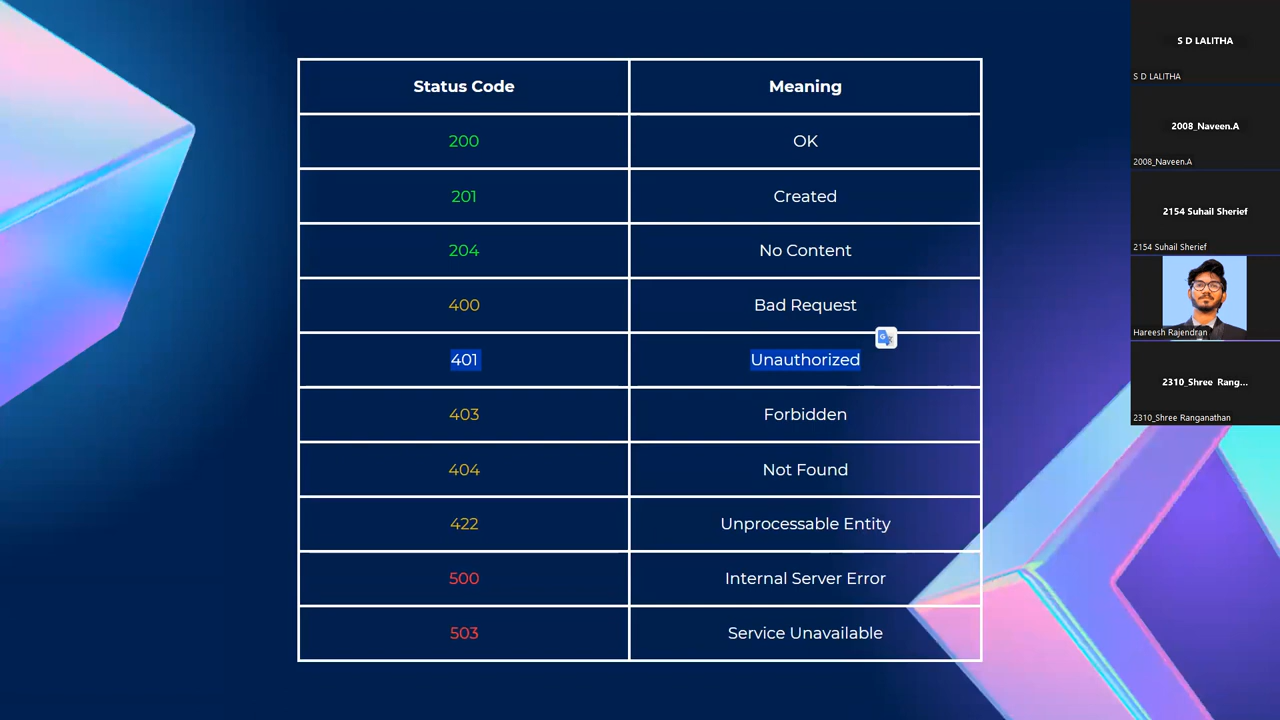 Status Code Meaning
200 OK
201 Created
204 No Content
400 Bad Request
401 Unauthorized
403 Forbidden
404 Not Found
422 Unprocessable Entity
500 Internal Server Error
503 Service Unavailable
S D LALITHA
S D LALITHA
2008_Naveen.A
2008_Naveen.A
2154 Suhail Sherief
2154 Suhail Sherief
Hareesh Rajendran
2310_Shree Rang...
2310_Shree Ranganathan